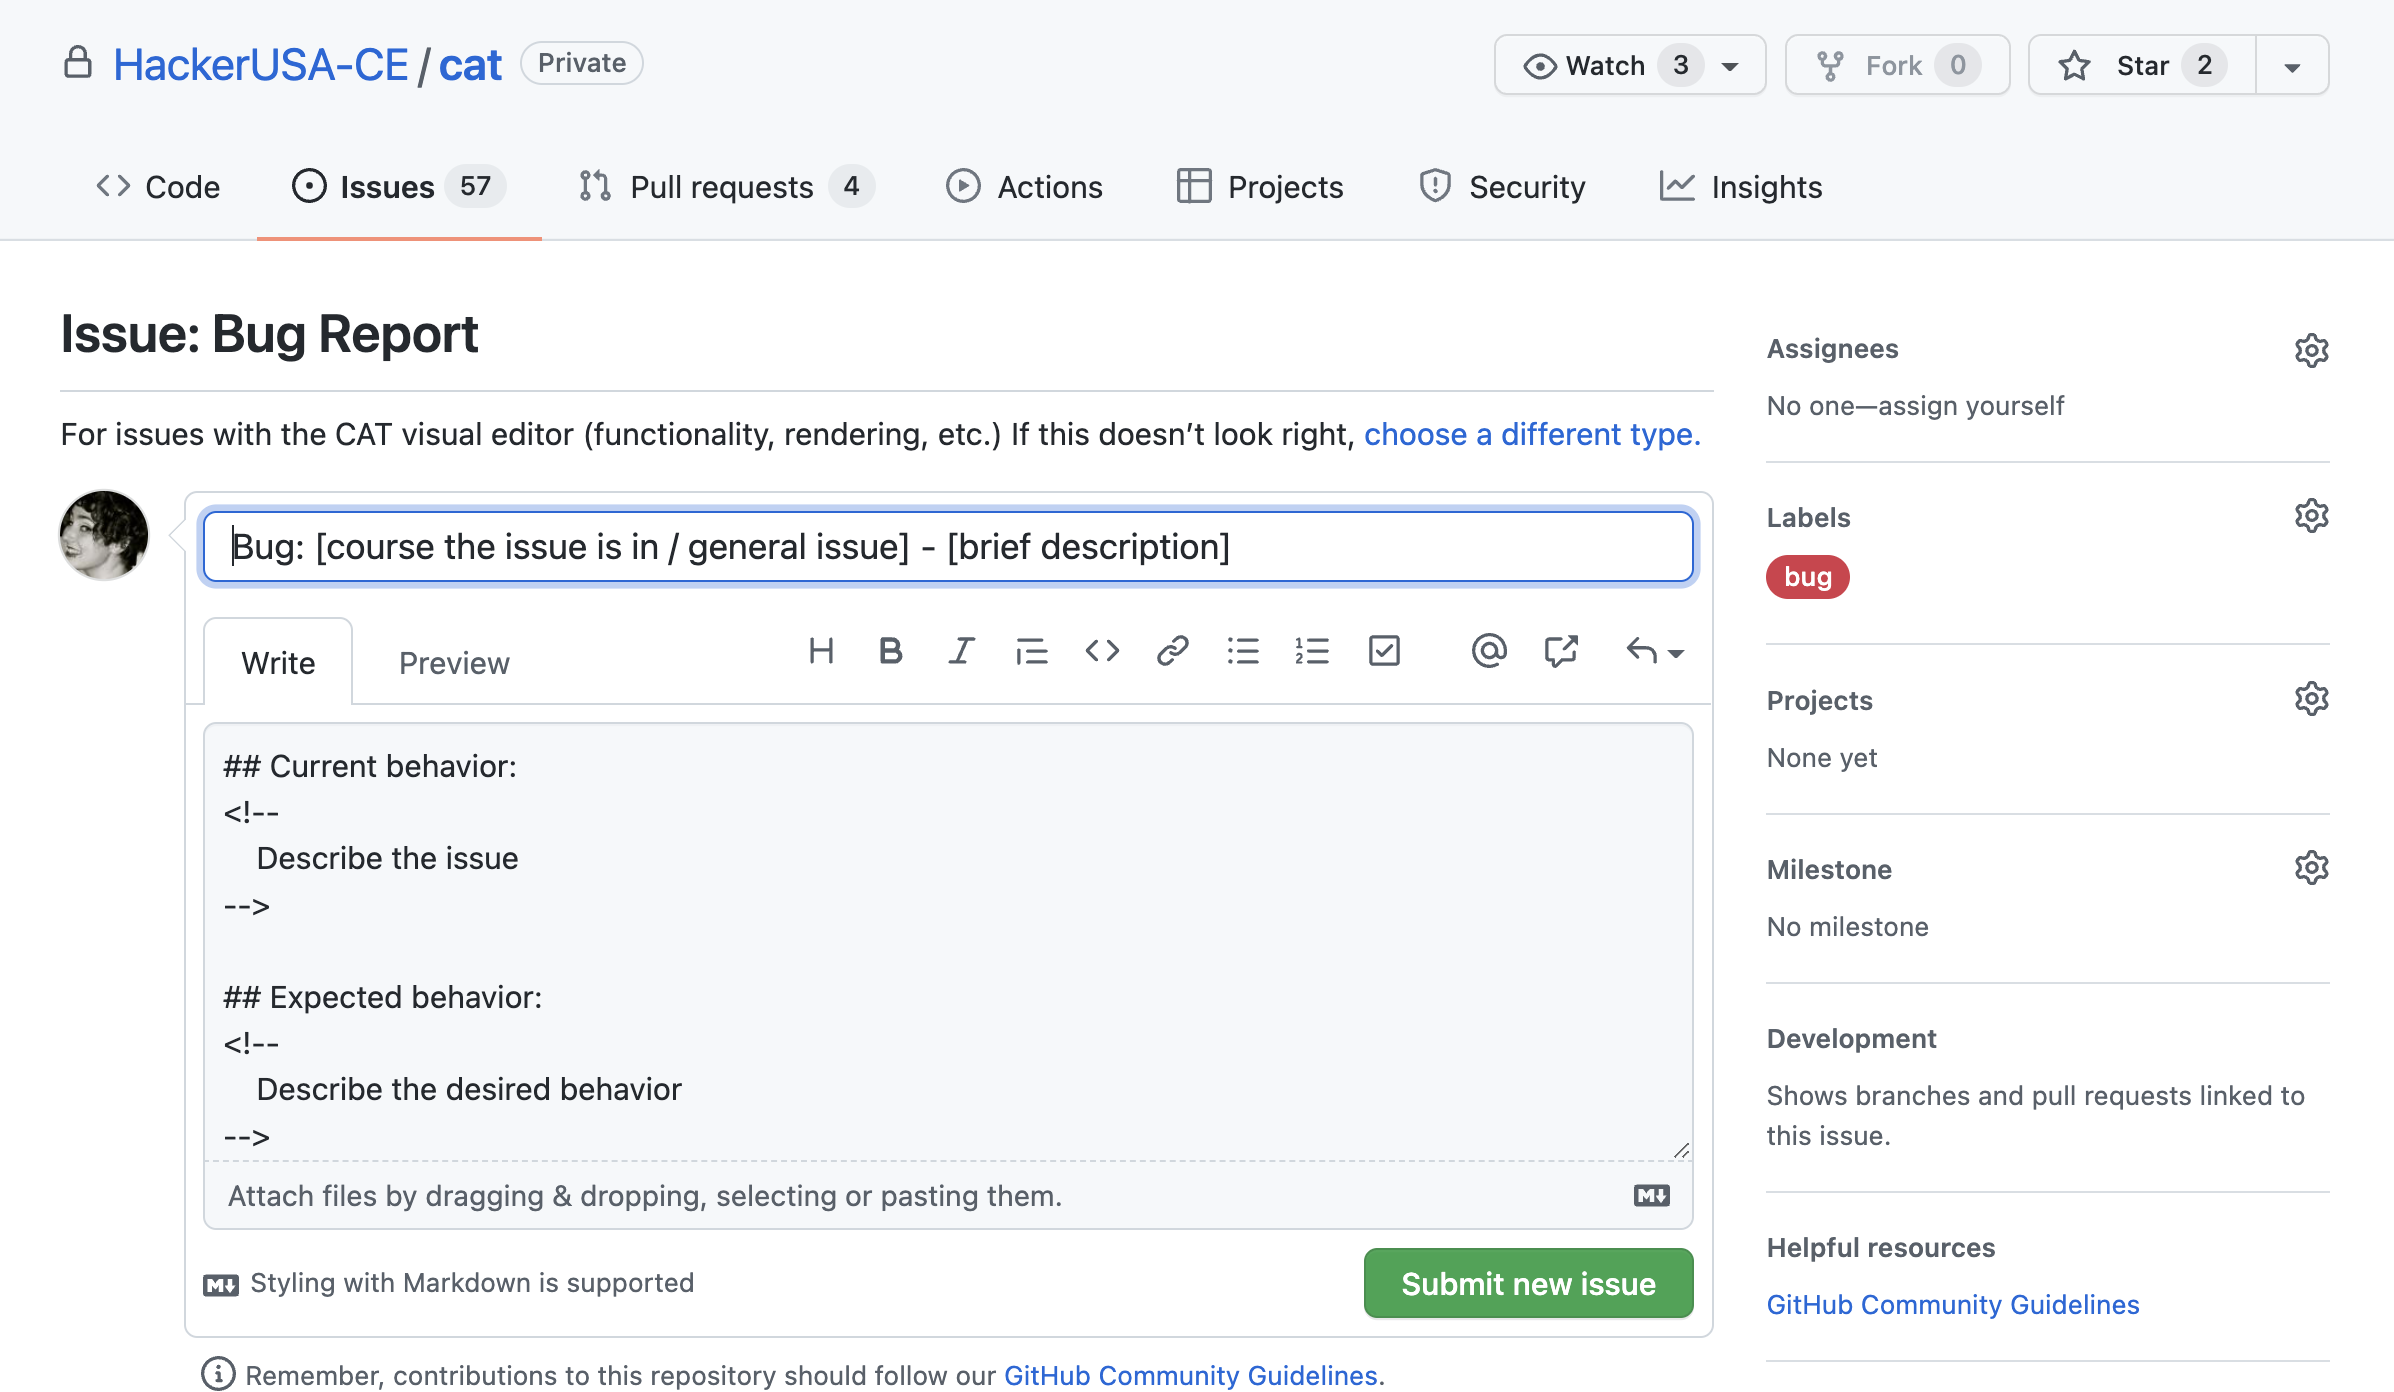 HackerUSA-CE / cat Private Watch 3 Fork 0 Star 2
Code Issues 57 Pull requests 4 Actions Projects Security Insights
Issue: Bug Report
For issues with the CAT visual editor (functionality, rendering, etc.) If this doesn’t look right, choose a different type.
Bug: [course the issue is in / general issue] - [brief description]
Write Preview
## Current behavior:
<!--
Describe the issue
-->
## Expected behavior:
<!--
Describe the desired behavior
-->
Attach files by dragging & dropping, selecting or pasting them.
Styling with Markdown is supported
Submit new issue
Remember, contributions to this repository should follow our GitHub Community Guidelines.
Assignees
No one—assign yourself
Labels
bug
Projects
None yet
Milestone
No milestone
Development
Shows branches and pull requests linked to
this issue.
Helpful resources
GitHub Community Guidelines